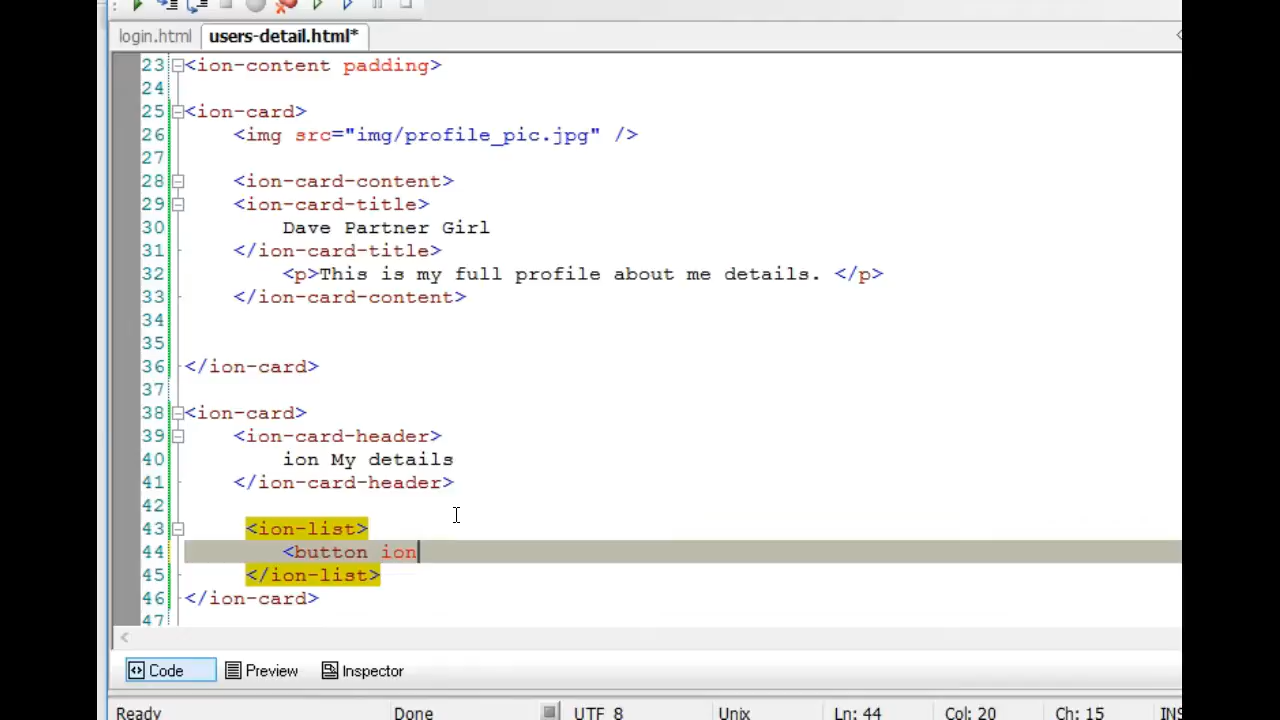 login.html users-detail.html*
23 <ion-content padding>
24
25 <ion-card>
26 <img src="img/profile_pic.jpg" />
27
28 <ion-card-content>
29 <ion-card-title>
30 Dave Partner Girl
31 </ion-card-title>
32 <p>This is my full profile about me details. </p>
33 </ion-card-content>
34
35
36 </ion-card>
37
38 <ion-card>
39 <ion-card-header>
40 ion My details
41 </ion-card-header>
42
43 <ion-list>
44 <button ion
45 </ion-list>
46 </ion-card>
47
Code Preview Inspector
Ready Done UTF 8 Unix Ln: 44 Col: 20 Ch: 15 INS